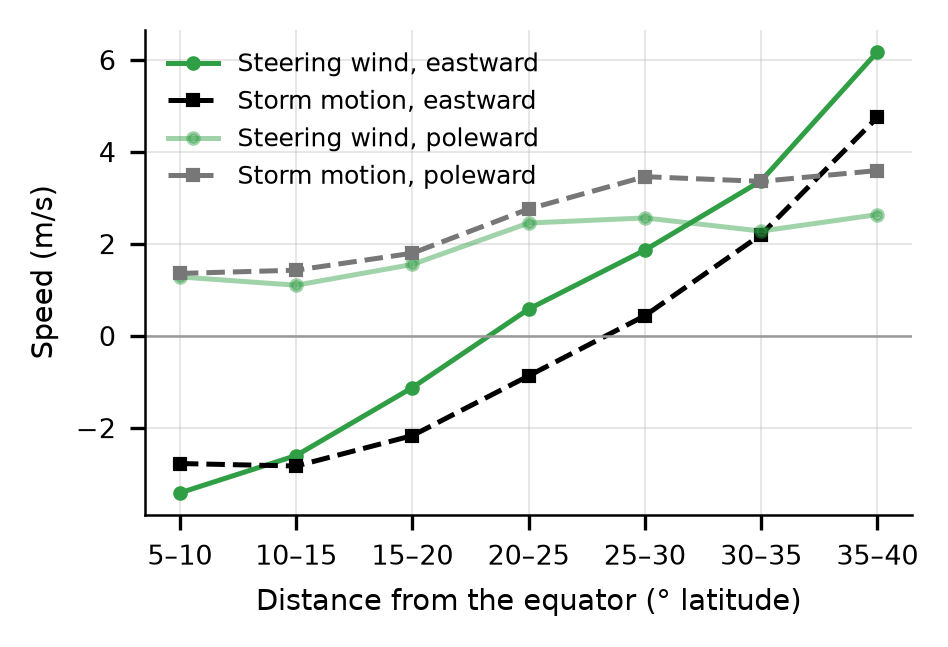 Steering wind, eastward
Storm motion, eastward
Steering wind, poleward
Storm motion, poleward
Speed (m/s)
6
4
2
0
−2
5–10 10–15 15–20 20–25 25–30 30–35 35–40
Distance from the equator (° latitude)